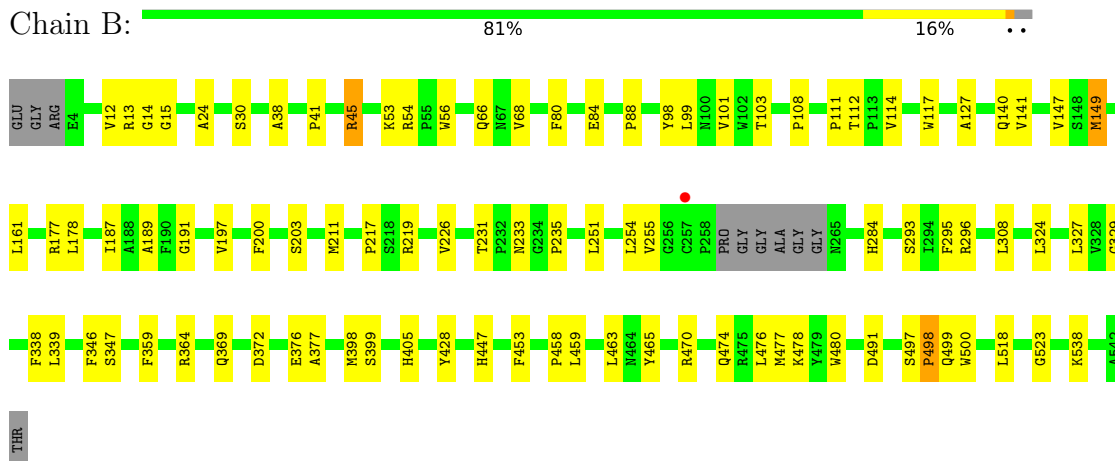 Chain B:
81% 16% ••
GLU GLY ARG E4 V12 R13 G14 G15 A24 S30 A38 P41 R45 K53 R54 P55 W56 Q66 N67 V68 F80 E84 P88 Y98 L99 N100 V101 W102 T103 P108 P111 T112 P113 V114 W117 A127 Q140 V141 V147 S148 M149
L161 R177 L178 I187 A188 A189 F190 G191 V197 F200 S203 M211 P217 S218 R219 V226 T231 P232 N233 G234 P235 L251 L254 V255 G256 C257 P258 PRO GLY GLY ALA GLY GLY N265 H284 S293 I294 F295 R296 L308 L324 L327 V328
F338 L339 F346 S347 F359 R364 Q369 D372 E376 A377 M398 S399 H405 Y428 H447 F453 P458 L459 L463 N464 Y465 R470 Q474 R475 L476 M477 K478 Y479 W480 D491 S497 P498 Q499 W500 L518 G523 K538
THR